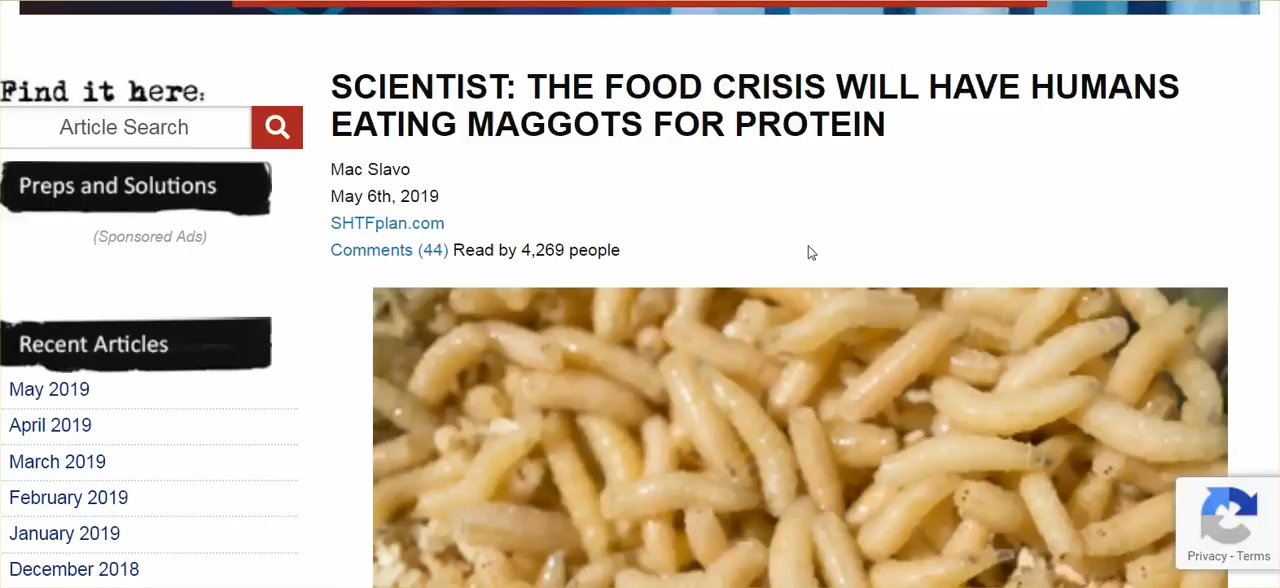 Find it here:
Article Search
Preps and Solutions
(Sponsored Ads)
Recent Articles
May 2019
April 2019
March 2019
February 2019
January 2019
December 2018
SCIENTIST: THE FOOD CRISIS WILL HAVE HUMANS
EATING MAGGOTS FOR PROTEIN
Mac Slavo
May 6th, 2019
SHTFplan.com
Comments (44) Read by 4,269 people
Privacy - Terms